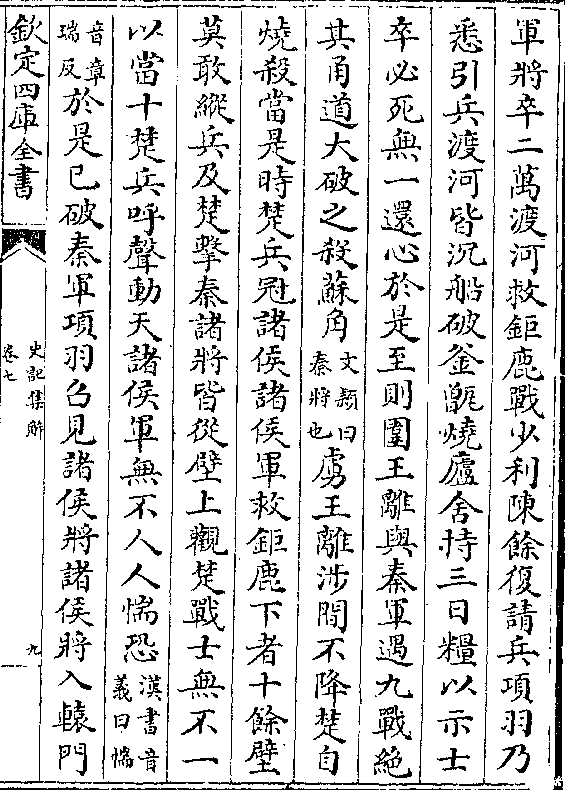 軍將卒二萬渡河救鉅鹿戰少利陳餘復請兵項羽乃
悉引兵渡河皆沉船破釜甑燒廬舍持三日糧以示士
卒必死無一還心於是至則圍王離與秦軍遇九戰絶
其甬道大破之殺蘇角文穎曰秦將也虜王離涉間不降楚自
燒殺當是時楚兵冠諸侯諸侯軍救鉅鹿下者十餘壁
莫敢縱兵及楚擊秦諸將皆從壁上觀楚戰士無不一
以當十楚兵呼聲動天諸侯軍無不人人惴恐漢書音義曰惴
音章瑞反於是已破秦軍項羽召見諸侯將諸侯將入轅門
欽定四庫全書
史記集解
卷七
九